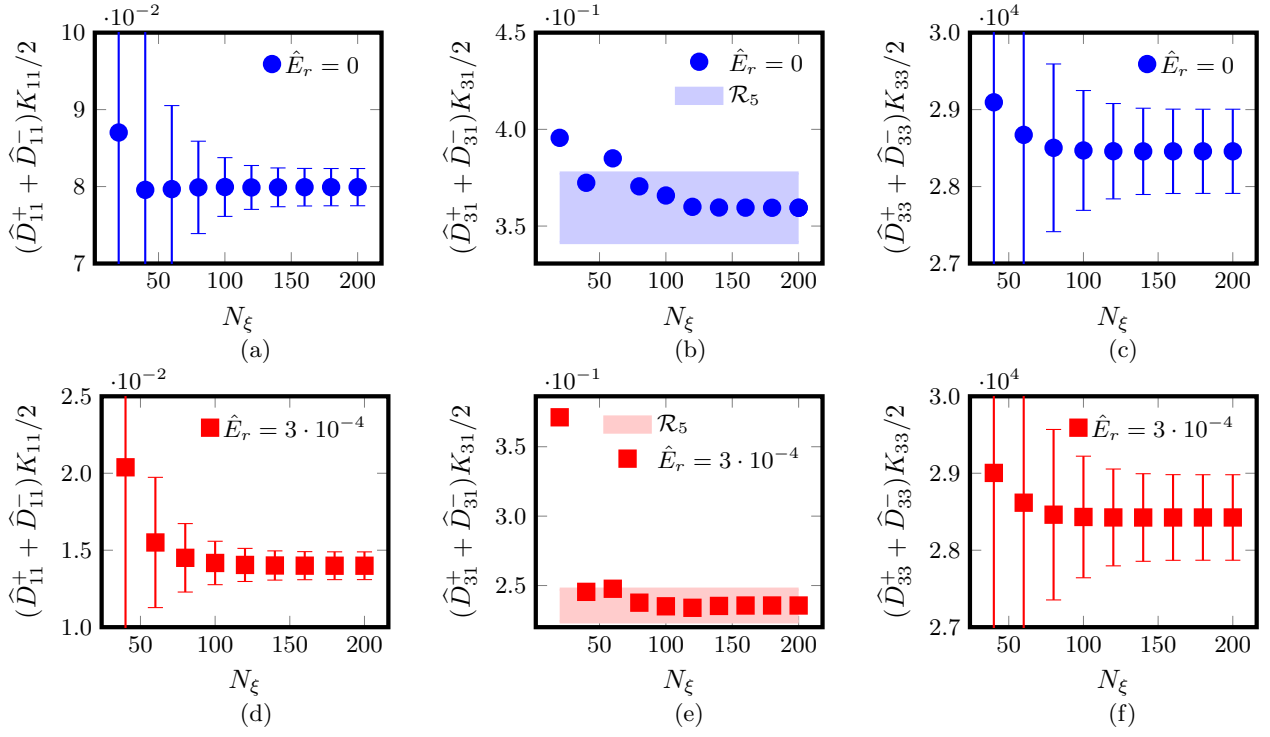 ·10⁻²
(D̂₁₁⁺ + D̂₁₁⁻)K₁₁/2
10
9
8
7
Êᵣ = 0
50 100 150 200
N_ξ
(a)
·10⁻¹
(D̂₃₁⁺ + D̂₃₁⁻)K₃₁/2
4.5
4.0
3.5
Êᵣ = 0
ℛ₅
50 100 150 200
N_ξ
(b)
·10⁴
(D̂₃₃⁺ + D̂₃₃⁻)K₃₃/2
3.0
2.9
2.8
2.7
Êᵣ = 0
50 100 150 200
N_ξ
(c)
·10⁻²
(D̂₁₁⁺ + D̂₁₁⁻)K₁₁/2
2.5
2.0
1.5
1.0
Êᵣ = 3 · 10⁻⁴
50 100 150 200
N_ξ
(d)
·10⁻¹
(D̂₃₁⁺ + D̂₃₁⁻)K₃₁/2
3.5
3.0
2.5
ℛ₅
Êᵣ = 3 · 10⁻⁴
50 100 150 200
N_ξ
(e)
·10⁴
(D̂₃₃⁺ + D̂₃₃⁻)K₃₃/2
3.0
2.9
2.8
2.7
Êᵣ = 3 · 10⁻⁴
50 100 150 200
N_ξ
(f)